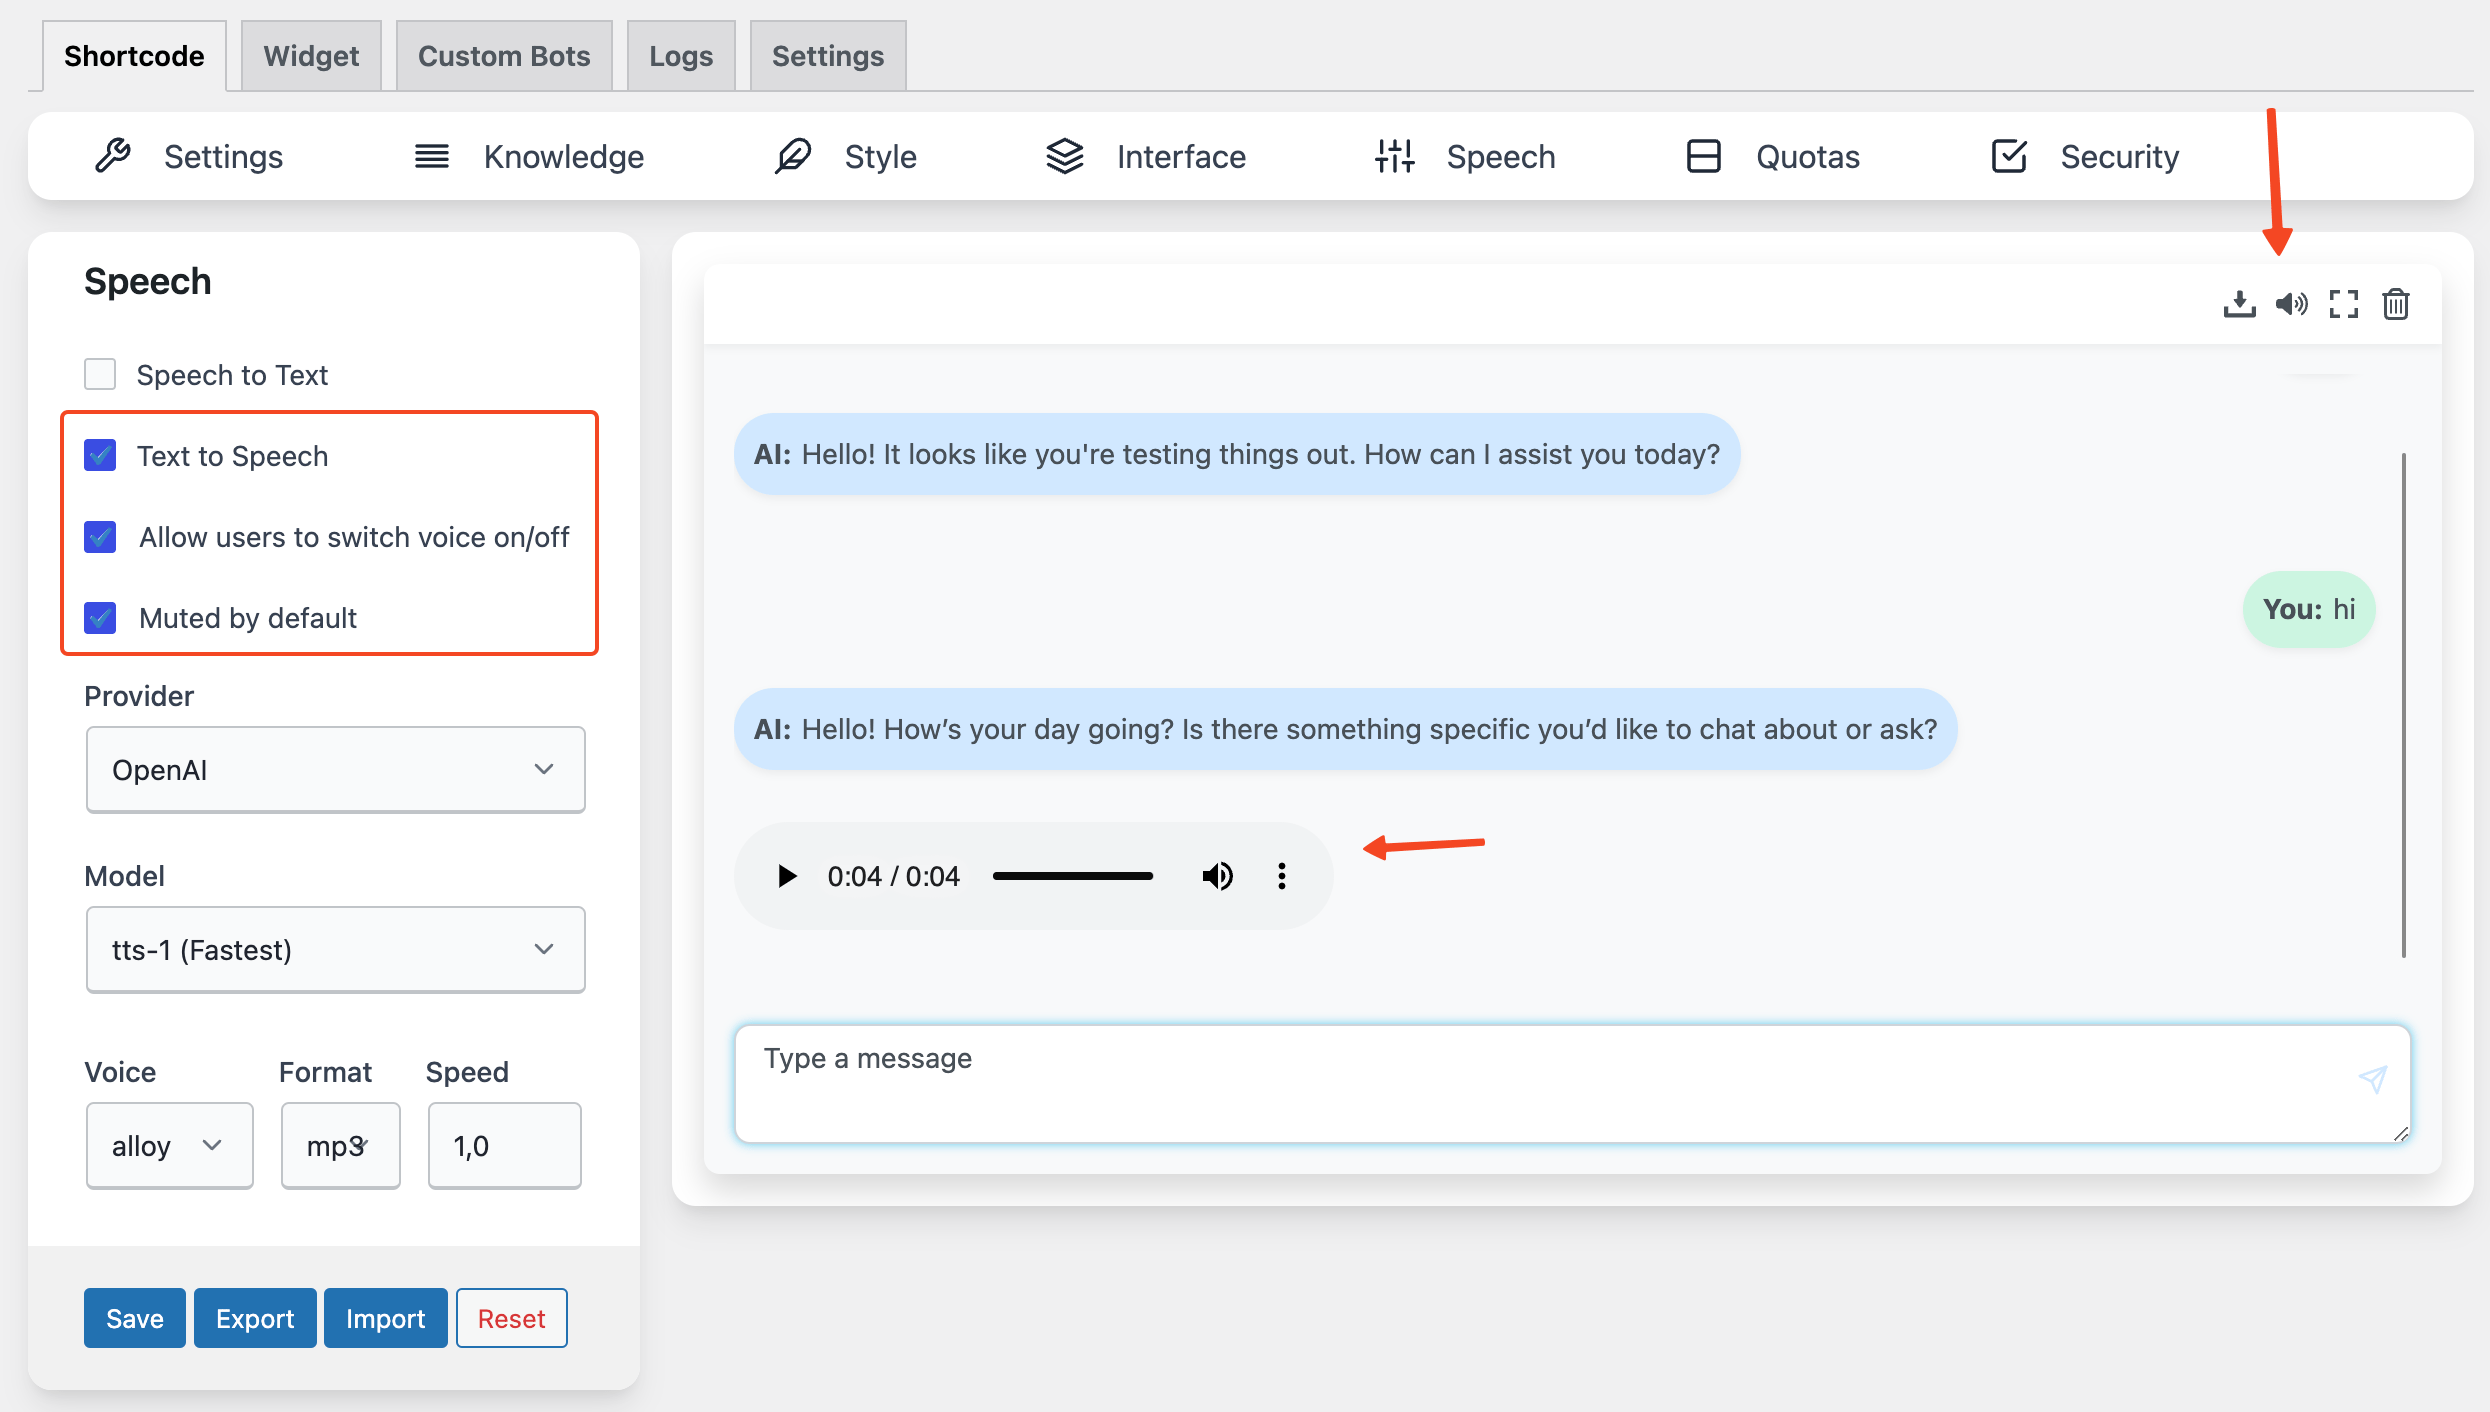 Shortcode Widget Custom Bots Logs Settings
Settings Knowledge Style Interface Speech Quotas Security
Speech
Speech to Text
Text to Speech
Allow users to switch voice on/off
Muted by default
Provider
OpenAI
Model
tts-1 (Fastest)
Voice Format Speed
alloy mp3 1,0
Save Export Import Reset
AI: Hello! It looks like you're testing things out. How can I assist you today?
You: hi
AI: Hello! How’s your day going? Is there something specific you’d like to chat about or ask?
0:04 / 0:04
Type a message